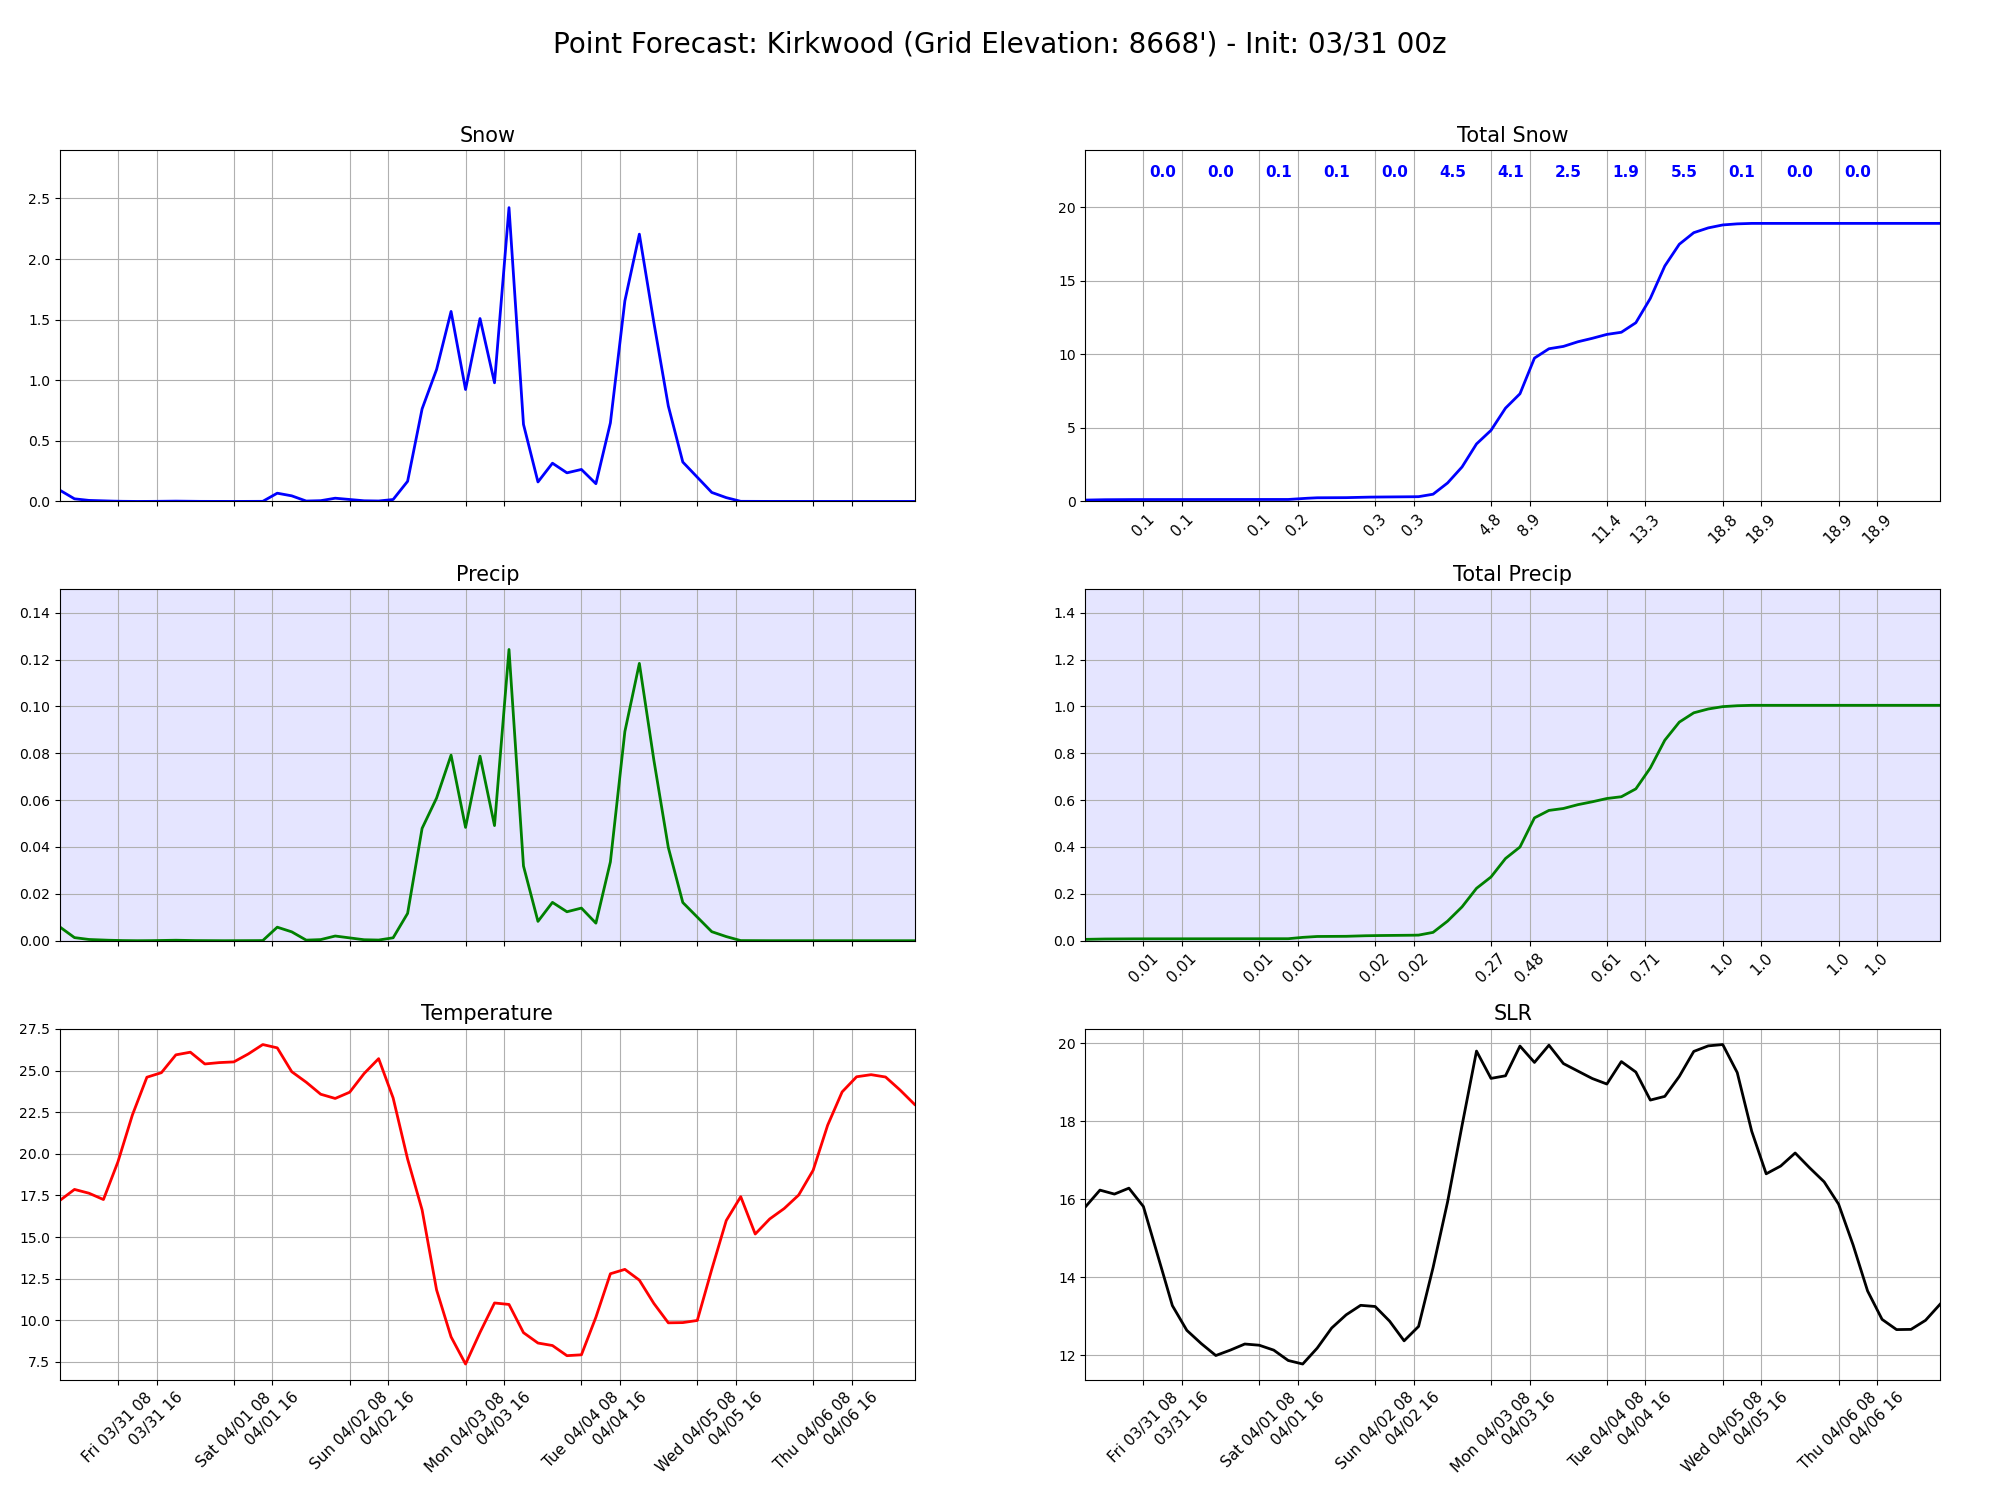 Point Forecast: Kirkwood (Grid Elevation: 8668') - Init: 03/31 00z
Snow
2.5
2.0
1.5
1.0
0.5
0.0
Total Snow
0.0 0.0 0.1 0.1 0.0 4.5 4.1 2.5 1.9 5.5 0.1 0.0 0.0
20
15
10
5
0
0.1 0.1 0.1 0.2 0.3 0.3 4.8 8.9 11.4 13.3 18.8 18.9 18.9 18.9
Precip
0.14
0.12
0.10
0.08
0.06
0.04
0.02
0.00
Total Precip
1.4
1.2
1.0
0.8
0.6
0.4
0.2
0.0
0.01 0.01 0.01 0.01 0.02 0.02 0.27 0.48 0.61 0.71 1.0 1.0 1.0 1.0
Temperature
27.5
25.0
22.5
20.0
17.5
15.0
12.5
10.0
7.5
Fri 03/31 08
03/31 16
Sat 04/01 08
04/01 16
Sun 04/02 08
04/02 16
Mon 04/03 08
04/03 16
Tue 04/04 08
04/04 16
Wed 04/05 08
04/05 16
Thu 04/06 08
04/06 16
SLR
20
18
16
14
12
Fri 03/31 08
03/31 16
Sat 04/01 08
04/01 16
Sun 04/02 08
04/02 16
Mon 04/03 08
04/03 16
Tue 04/04 08
04/04 16
Wed 04/05 08
04/05 16
Thu 04/06 08
04/06 16